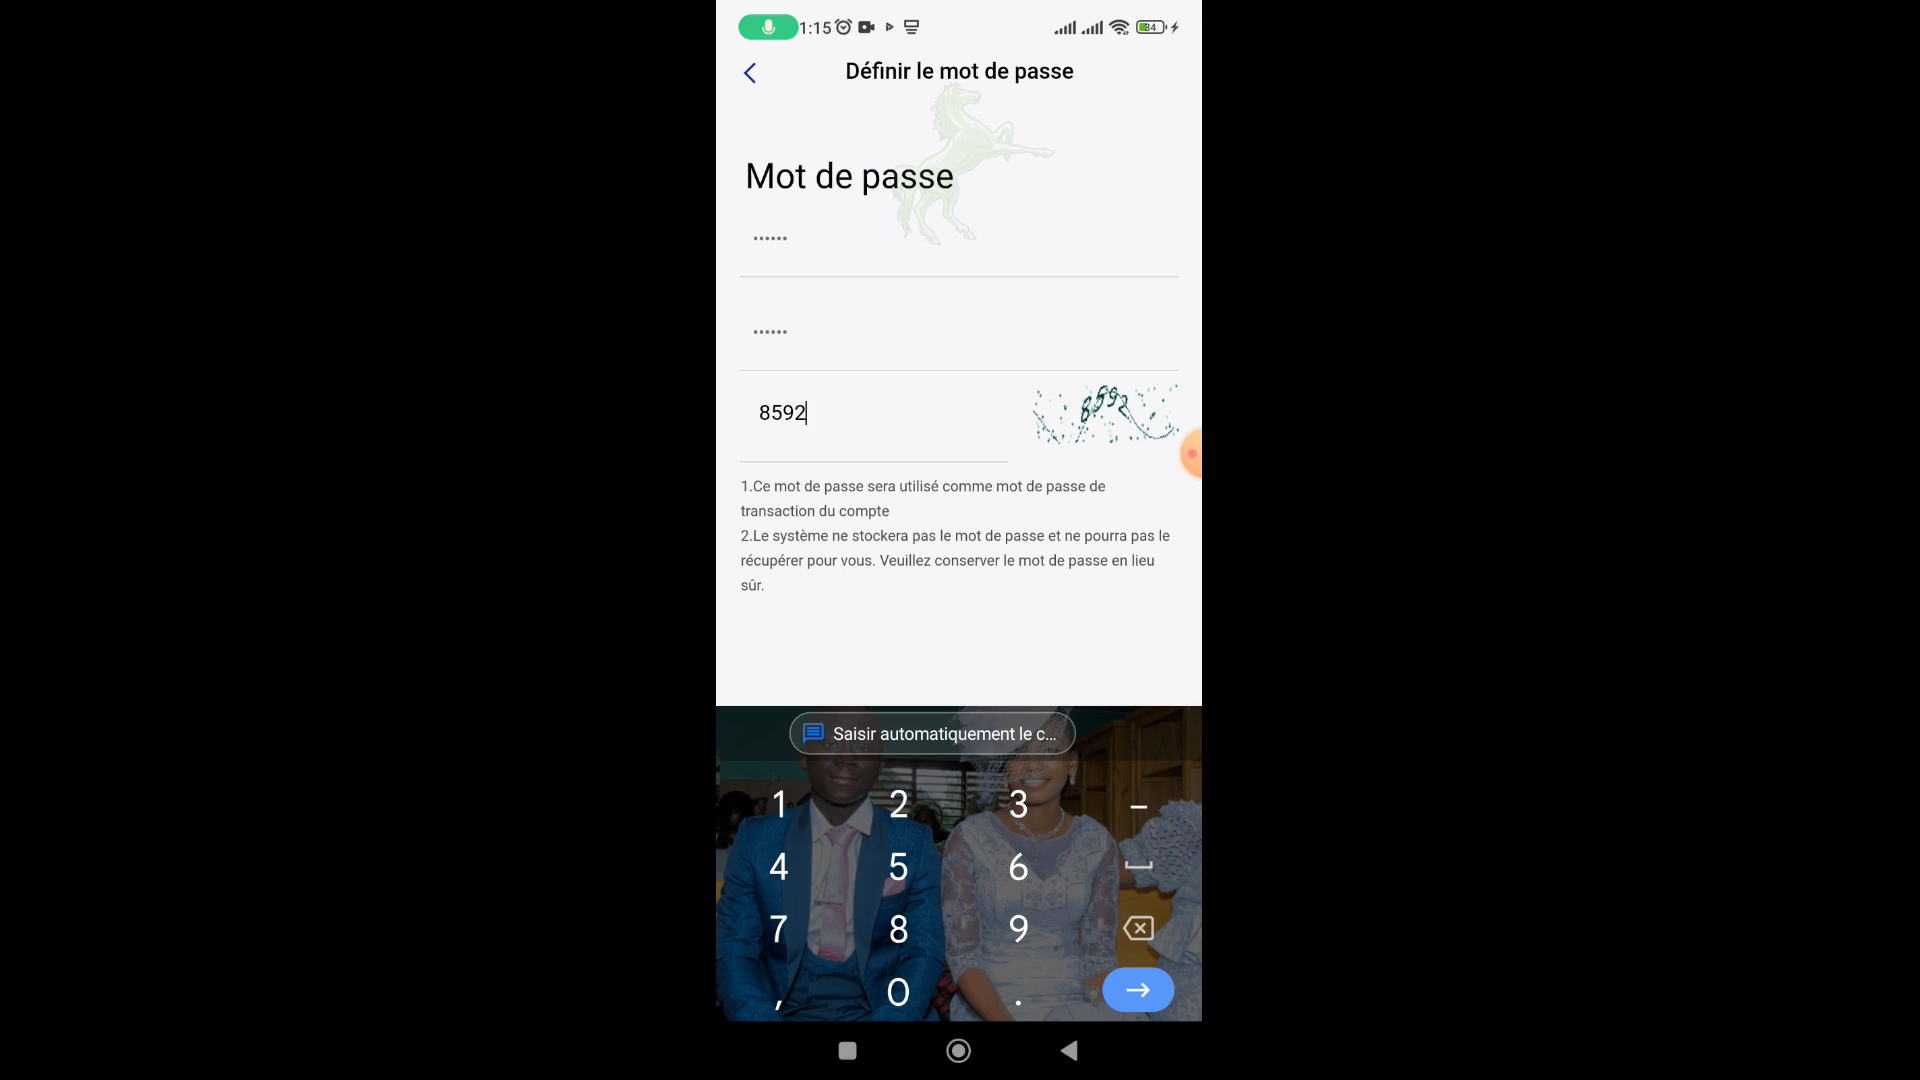 1:15
84
Définir le mot de passe
Mot de passe
••••••
••••••
8592
8592
1.Ce mot de passe sera utilisé comme mot de passe de
transaction du compte
2.Le système ne stockera pas le mot de passe et ne pourra pas le
récupérer pour vous. Veuillez conserver le mot de passe en lieu
sûr.
Saisir automatiquement le c...
1 2 3 –
4 5 6
7 8 9
, 0 .